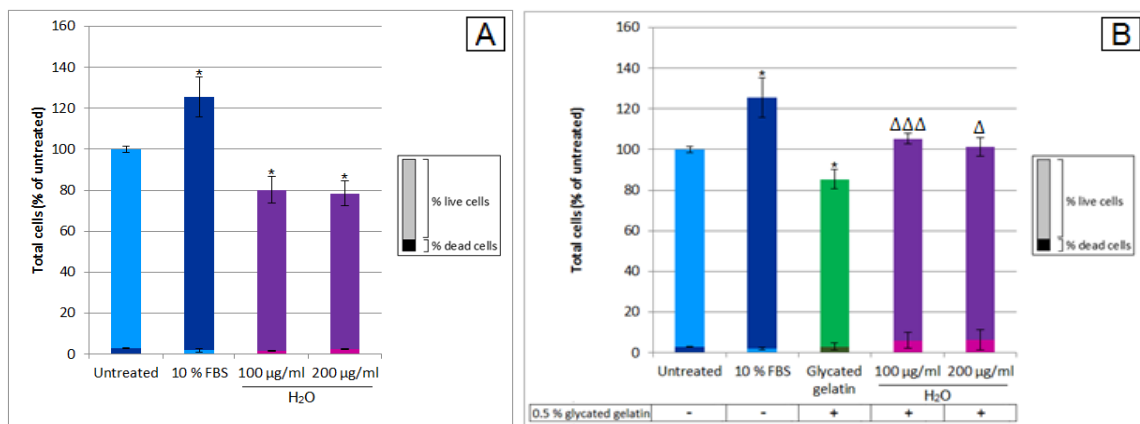 A
Total cells (% of untreated)
160
140
120
100
80
60
40
20
0
*
*
*
Untreated
10 % FBS
100 µg/ml
200 µg/ml
H₂O
% live cells
% dead cells
B
Total cells (% of untreated)
160
140
120
100
80
60
40
20
0
*
*
ΔΔΔ
Δ
Untreated
10 % FBS
Glycated
gelatin
100 µg/ml
200 µg/ml
H₂O
0.5 % glycated gelatin - - + + +
% live cells
% dead cells